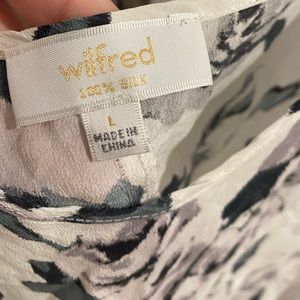 wilfred
100% SILK
L
MADE IN
CHINA